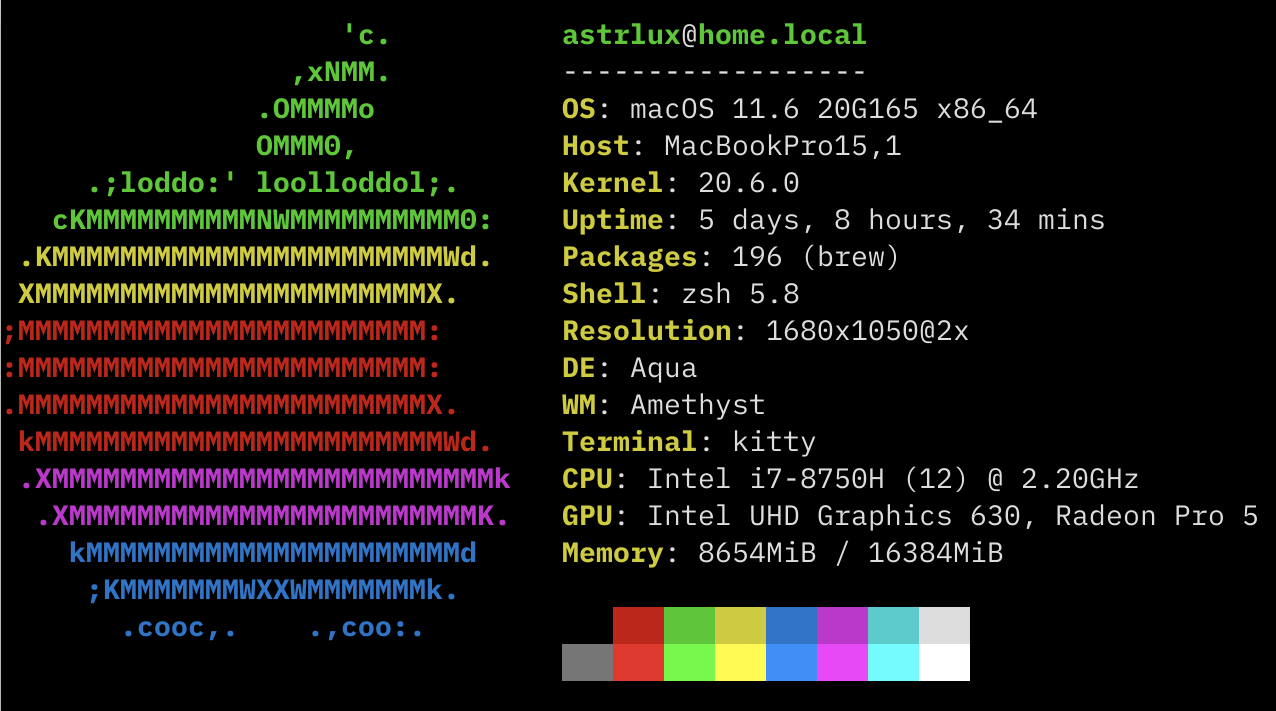 'c.          astrlux@home.local
                 ,xNMM.          ------------------
               .OMMMMo           OS: macOS 11.6 20G165 x86_64
               OMMM0,            Host: MacBookPro15,1
     .;loddo:' loolloddol;.      Kernel: 20.6.0
   cKMMMMMMMMMMNWMMMMMMMMMM0:    Uptime: 5 days, 8 hours, 34 mins
 .KMMMMMMMMMMMMMMMMMMMMMMMWd.    Packages: 196 (brew)
 XMMMMMMMMMMMMMMMMMMMMMMMX.      Shell: zsh 5.8
;MMMMMMMMMMMMMMMMMMMMMMMM:       Resolution: 1680x1050@2x
:MMMMMMMMMMMMMMMMMMMMMMMM:       DE: Aqua
.MMMMMMMMMMMMMMMMMMMMMMMMX.      WM: Amethyst
 kMMMMMMMMMMMMMMMMMMMMMMMMWd.    Terminal: kitty
 .XMMMMMMMMMMMMMMMMMMMMMMMMMMk   CPU: Intel i7-8750H (12) @ 2.20GHz
  .XMMMMMMMMMMMMMMMMMMMMMMMMK.   GPU: Intel UHD Graphics 630, Radeon Pro 5
    kMMMMMMMMMMMMMMMMMMMMMMd     Memory: 8654MiB / 16384MiB
     ;KMMMMMMMWXXWMMMMMMMk.
       .cooc,.    .,coo:.